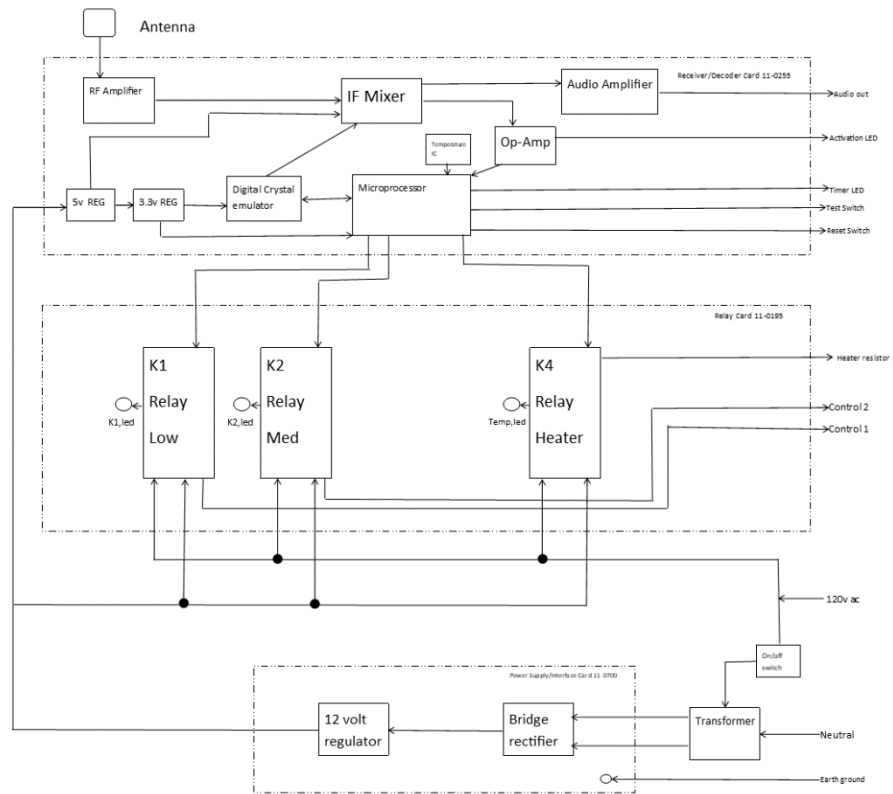 Antenna
Receiver/Decoder Card 11-0255
RF Amplifier
IF Mixer
Audio Amplifier
Audio out
Temperature
IC
Op-Amp
Activation LED
5v REG
3.3v REG
Digital Crystal
emulator
Microprocessor
Timer LED
Test Switch
Reset Switch
Relay Card 11-0195
K1
Relay
Low
K1,led
K2
Relay
Med
K2,led
K4
Relay
Heater
Temp,led
Heater resistor
Control 2
Control 1
120v ac
On/off
switch
Power Supply/Interface Card 11-0700
12 volt
regulator
Bridge
rectifier
Transformer
Neutral
Earth ground